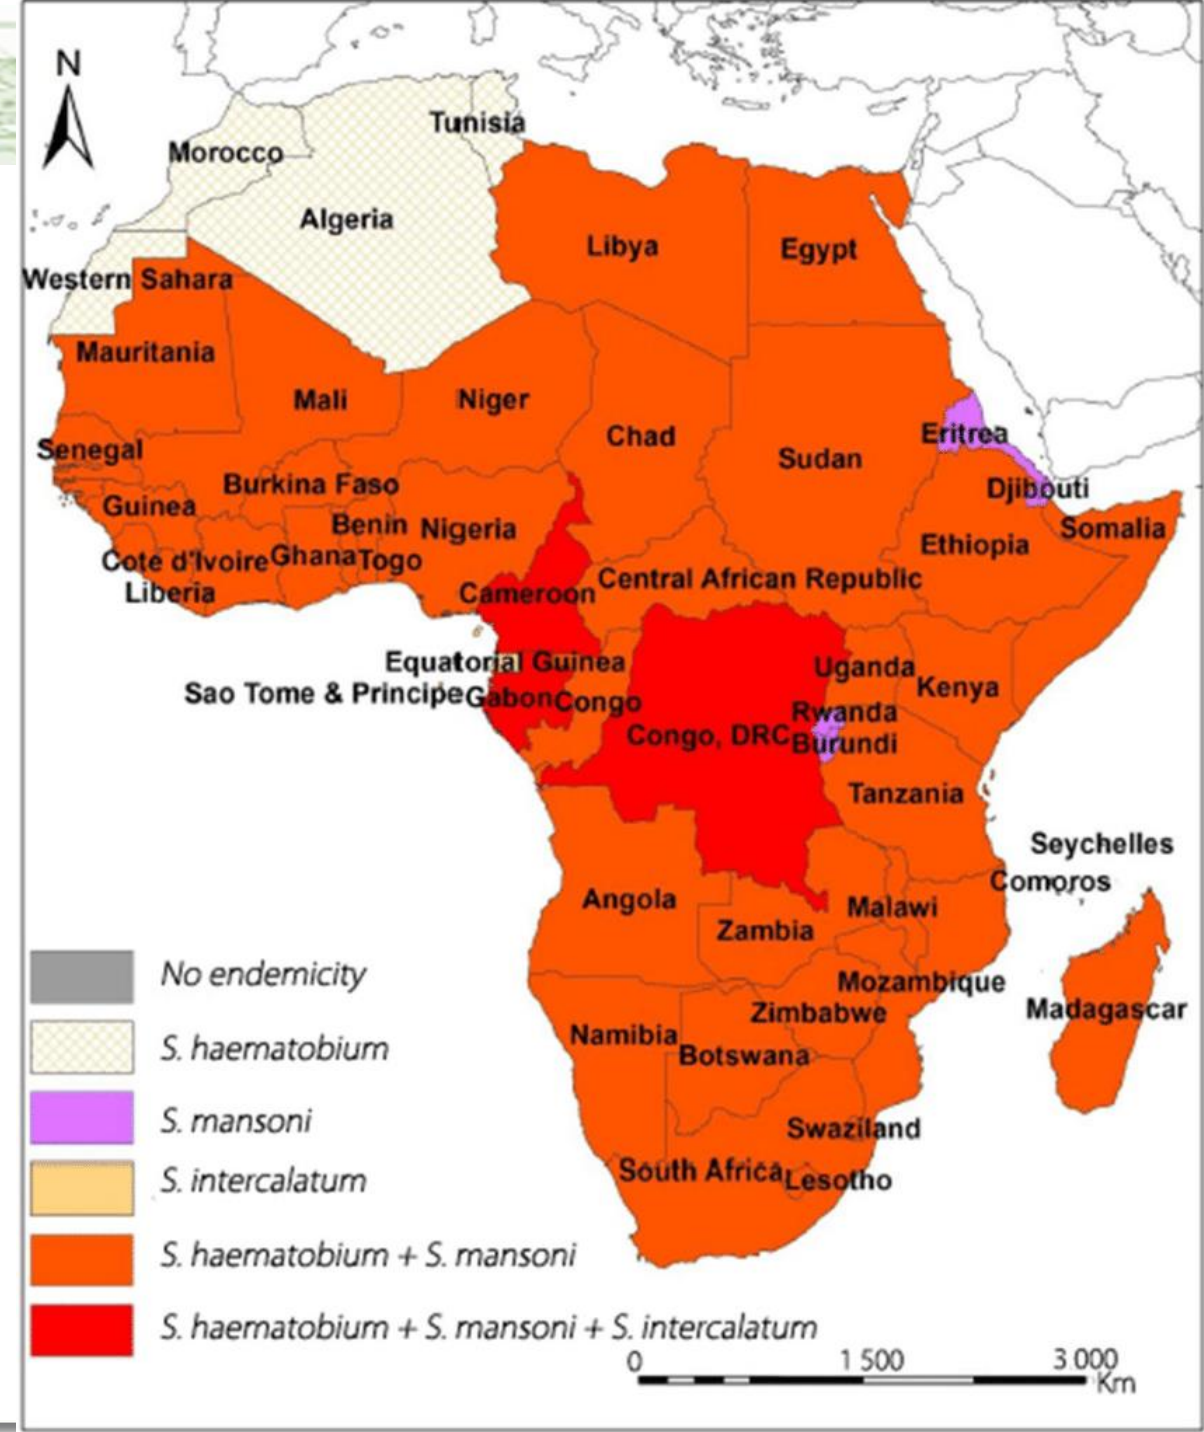 N
Tunisia
Morocco
Algeria
Libya
Egypt
Western Sahara
Mauritania
Mali
Niger
Chad
Sudan
Eritrea
Senegal
Burkina Faso
Djibouti
Guinea
Benin
Nigeria
Somalia
Ethiopia
Cote d'Ivoire
Ghana
Togo
Liberia
Cameroon
Central African Republic
Equatorial Guinea
Uganda
Kenya
Sao Tome & Principe
Gabon
Congo
Rwanda
Congo, DRC
Burundi
Tanzania
Seychelles
Comoros
Angola
Malawi
Zambia
Mozambique
Zimbabwe
Madagascar
Namibia
Botswana
Swaziland
South Africa
Lesotho
No endemicity
S. haematobium
S. mansoni
S. intercalatum
S. haematobium + S. mansoni
S. haematobium + S. mansoni + S. intercalatum
0 1 500 3 000
Km